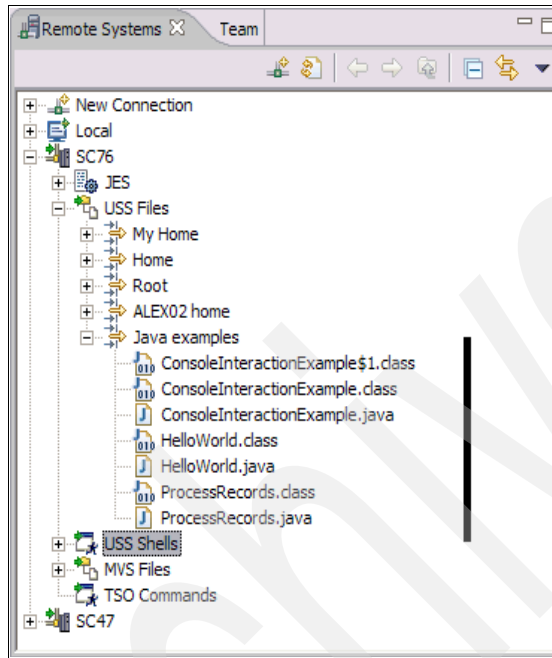 Remote Systems Team
New Connection
Local
SC76
JES
USS Files
My Home
Home
Root
ALEX02 home
Java examples
ConsoleInteractionExample$1.class
ConsoleInteractionExample.class
ConsoleInteractionExample.java
HelloWorld.class
HelloWorld.java
ProcessRecords.class
ProcessRecords.java
USS Shells
MVS Files
TSO Commands
SC47